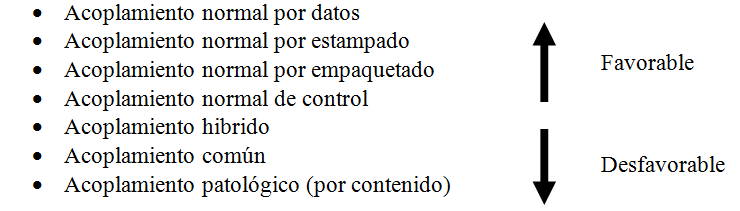 • Acoplamiento normal por datos
• Acoplamiento normal por estampado
• Acoplamiento normal por empaquetado
• Acoplamiento normal de control
• Acoplamiento hibrido
• Acoplamiento común
• Acoplamiento patológico (por contenido)
Favorable
Desfavorable